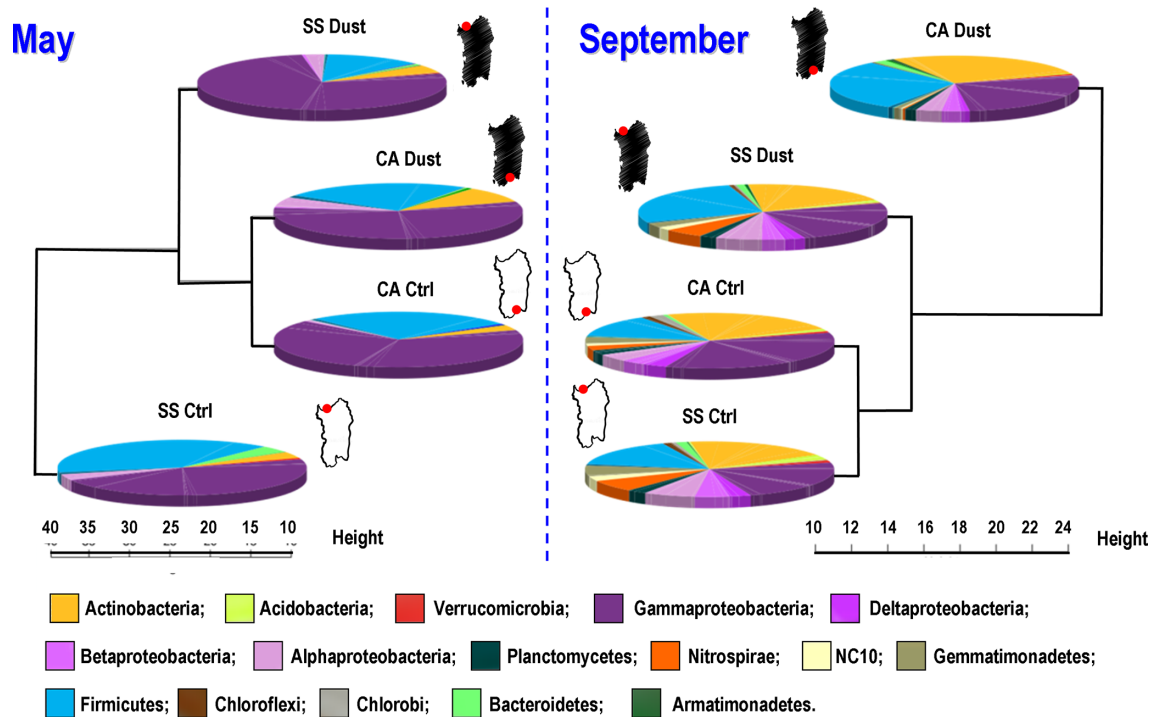 May
September
SS Dust
CA Dust
CA Dust
SS Dust
CA Ctrl
CA Ctrl
SS Ctrl
SS Ctrl
40 35 30 25 20 15 10
Height
10 12 14 16 18 20 22 24
Height
Actinobacteria; Acidobacteria; Verrucomicrobia; Gammaproteobacteria; Deltaproteobacteria;
Betaproteobacteria; Alphaproteobacteria; Planctomycetes; Nitrospirae; NC10; Gemmatimonadetes;
Firmicutes; Chloroflexi; Chlorobi; Bacteroidetes; Armatimonadetes.